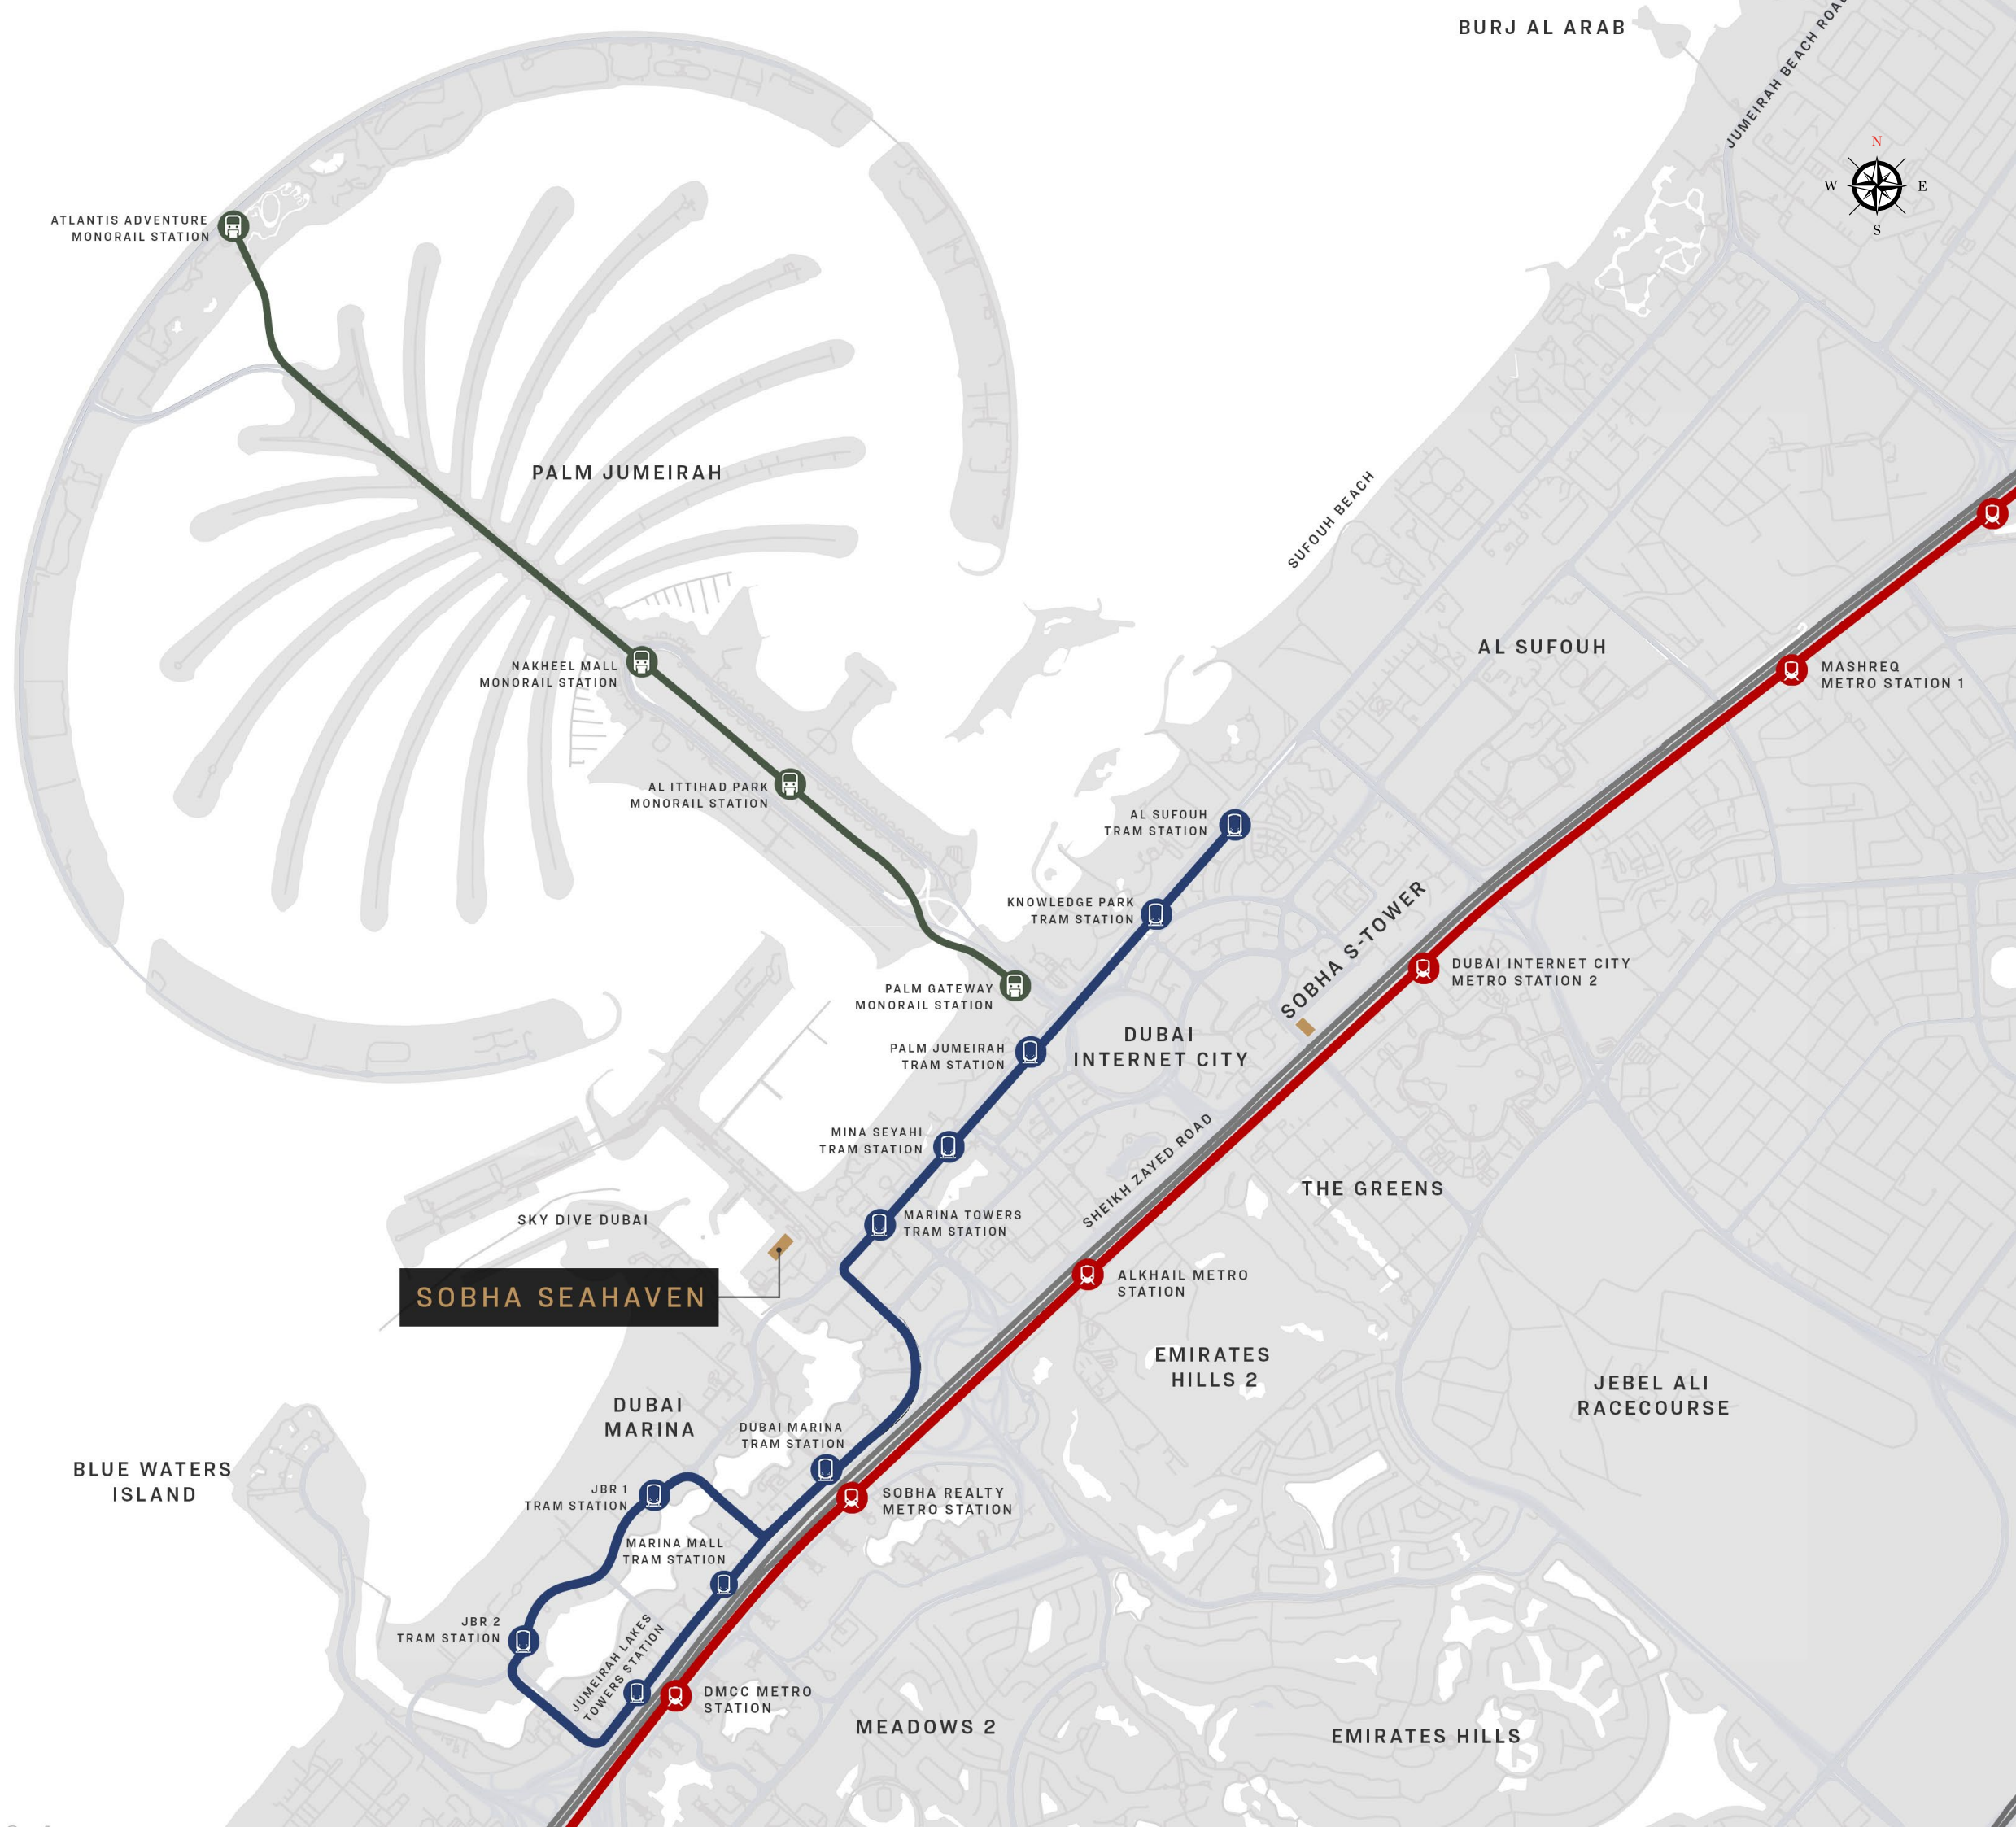 BURJ AL ARAB
JUMEIRAH BEACH ROAD
N
W
E
S
ATLANTIS ADVENTURE
MONORAIL STATION
PALM JUMEIRAH
SUFOUH BEACH
AL SUFOUH
NAKHEEL MALL
MONORAIL STATION
MASHREQ
METRO STATION 1
AL ITTIHAD PARK
MONORAIL STATION
AL SUFOUH
TRAM STATION
KNOWLEDGE PARK
TRAM STATION
SOBHA S-TOWER
DUBAI INTERNET CITY
METRO STATION 2
PALM GATEWAY
MONORAIL STATION
DUBAI
INTERNET CITY
PALM JUMEIRAH
TRAM STATION
MINA SEYAHI
TRAM STATION
SHEIKH ZAYED ROAD
THE GREENS
MARINA TOWERS
TRAM STATION
SKY DIVE DUBAI
SOBHA SEAHAVEN
ALKHAIL METRO
STATION
EMIRATES
HILLS 2
JEBEL ALI
RACECOURSE
DUBAI
MARINA
DUBAI MARINA
TRAM STATION
BLUE WATERS
ISLAND
JBR 1
TRAM STATION
SOBHA REALTY
METRO STATION
MARINA MALL
TRAM STATION
JBR 2
TRAM STATION
JUMEIRAH LAKES
TOWERS STATION
DMCC METRO
STATION
MEADOWS 2
EMIRATES HILLS